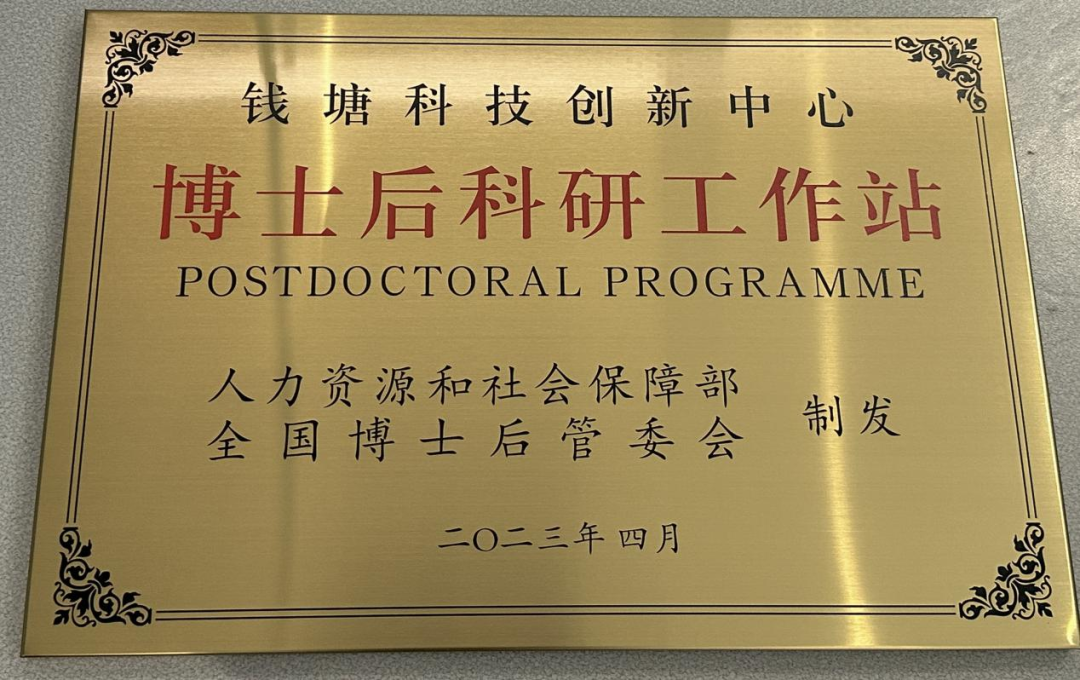 钱塘科技创新中心
博士后科研工作站
POSTDOCTORAL PROGRAMME
人力资源和社会保障部
全国博士后管委会
制发
二〇二三年四月